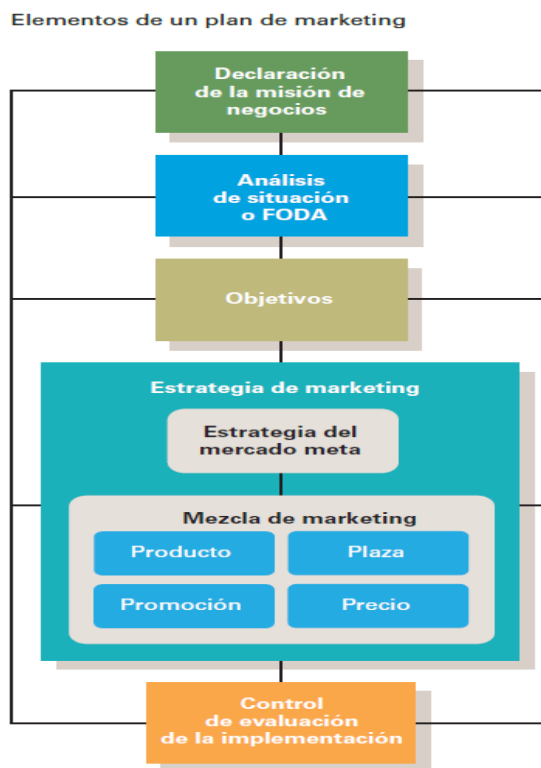 Elementos de un plan de marketing
Declaración
de la misión de
negocios
Análisis
de situación
o FODA
Objetivos
Estrategia de marketing
Estrategia del
mercado meta
Mezcla de marketing
Producto
Plaza
Promoción
Precio
Control
de evaluación
de la implementación